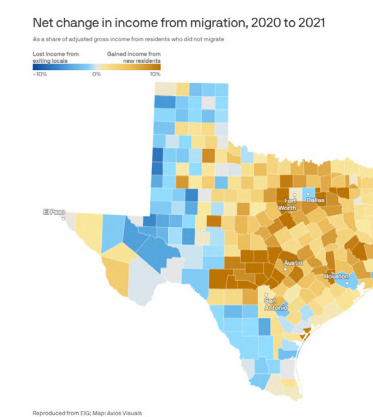 Net change in income from migration, 2020 to 2021
As a share of adjusted gross income from residents who did not migrate
Lost income from exiting locals
Gained income from new residents
-10%
0%
10%
Fort Worth
Dallas
El Paso
Austin
Houston
San Antonio
Reproduced from EIG; Map: Axios Visuals